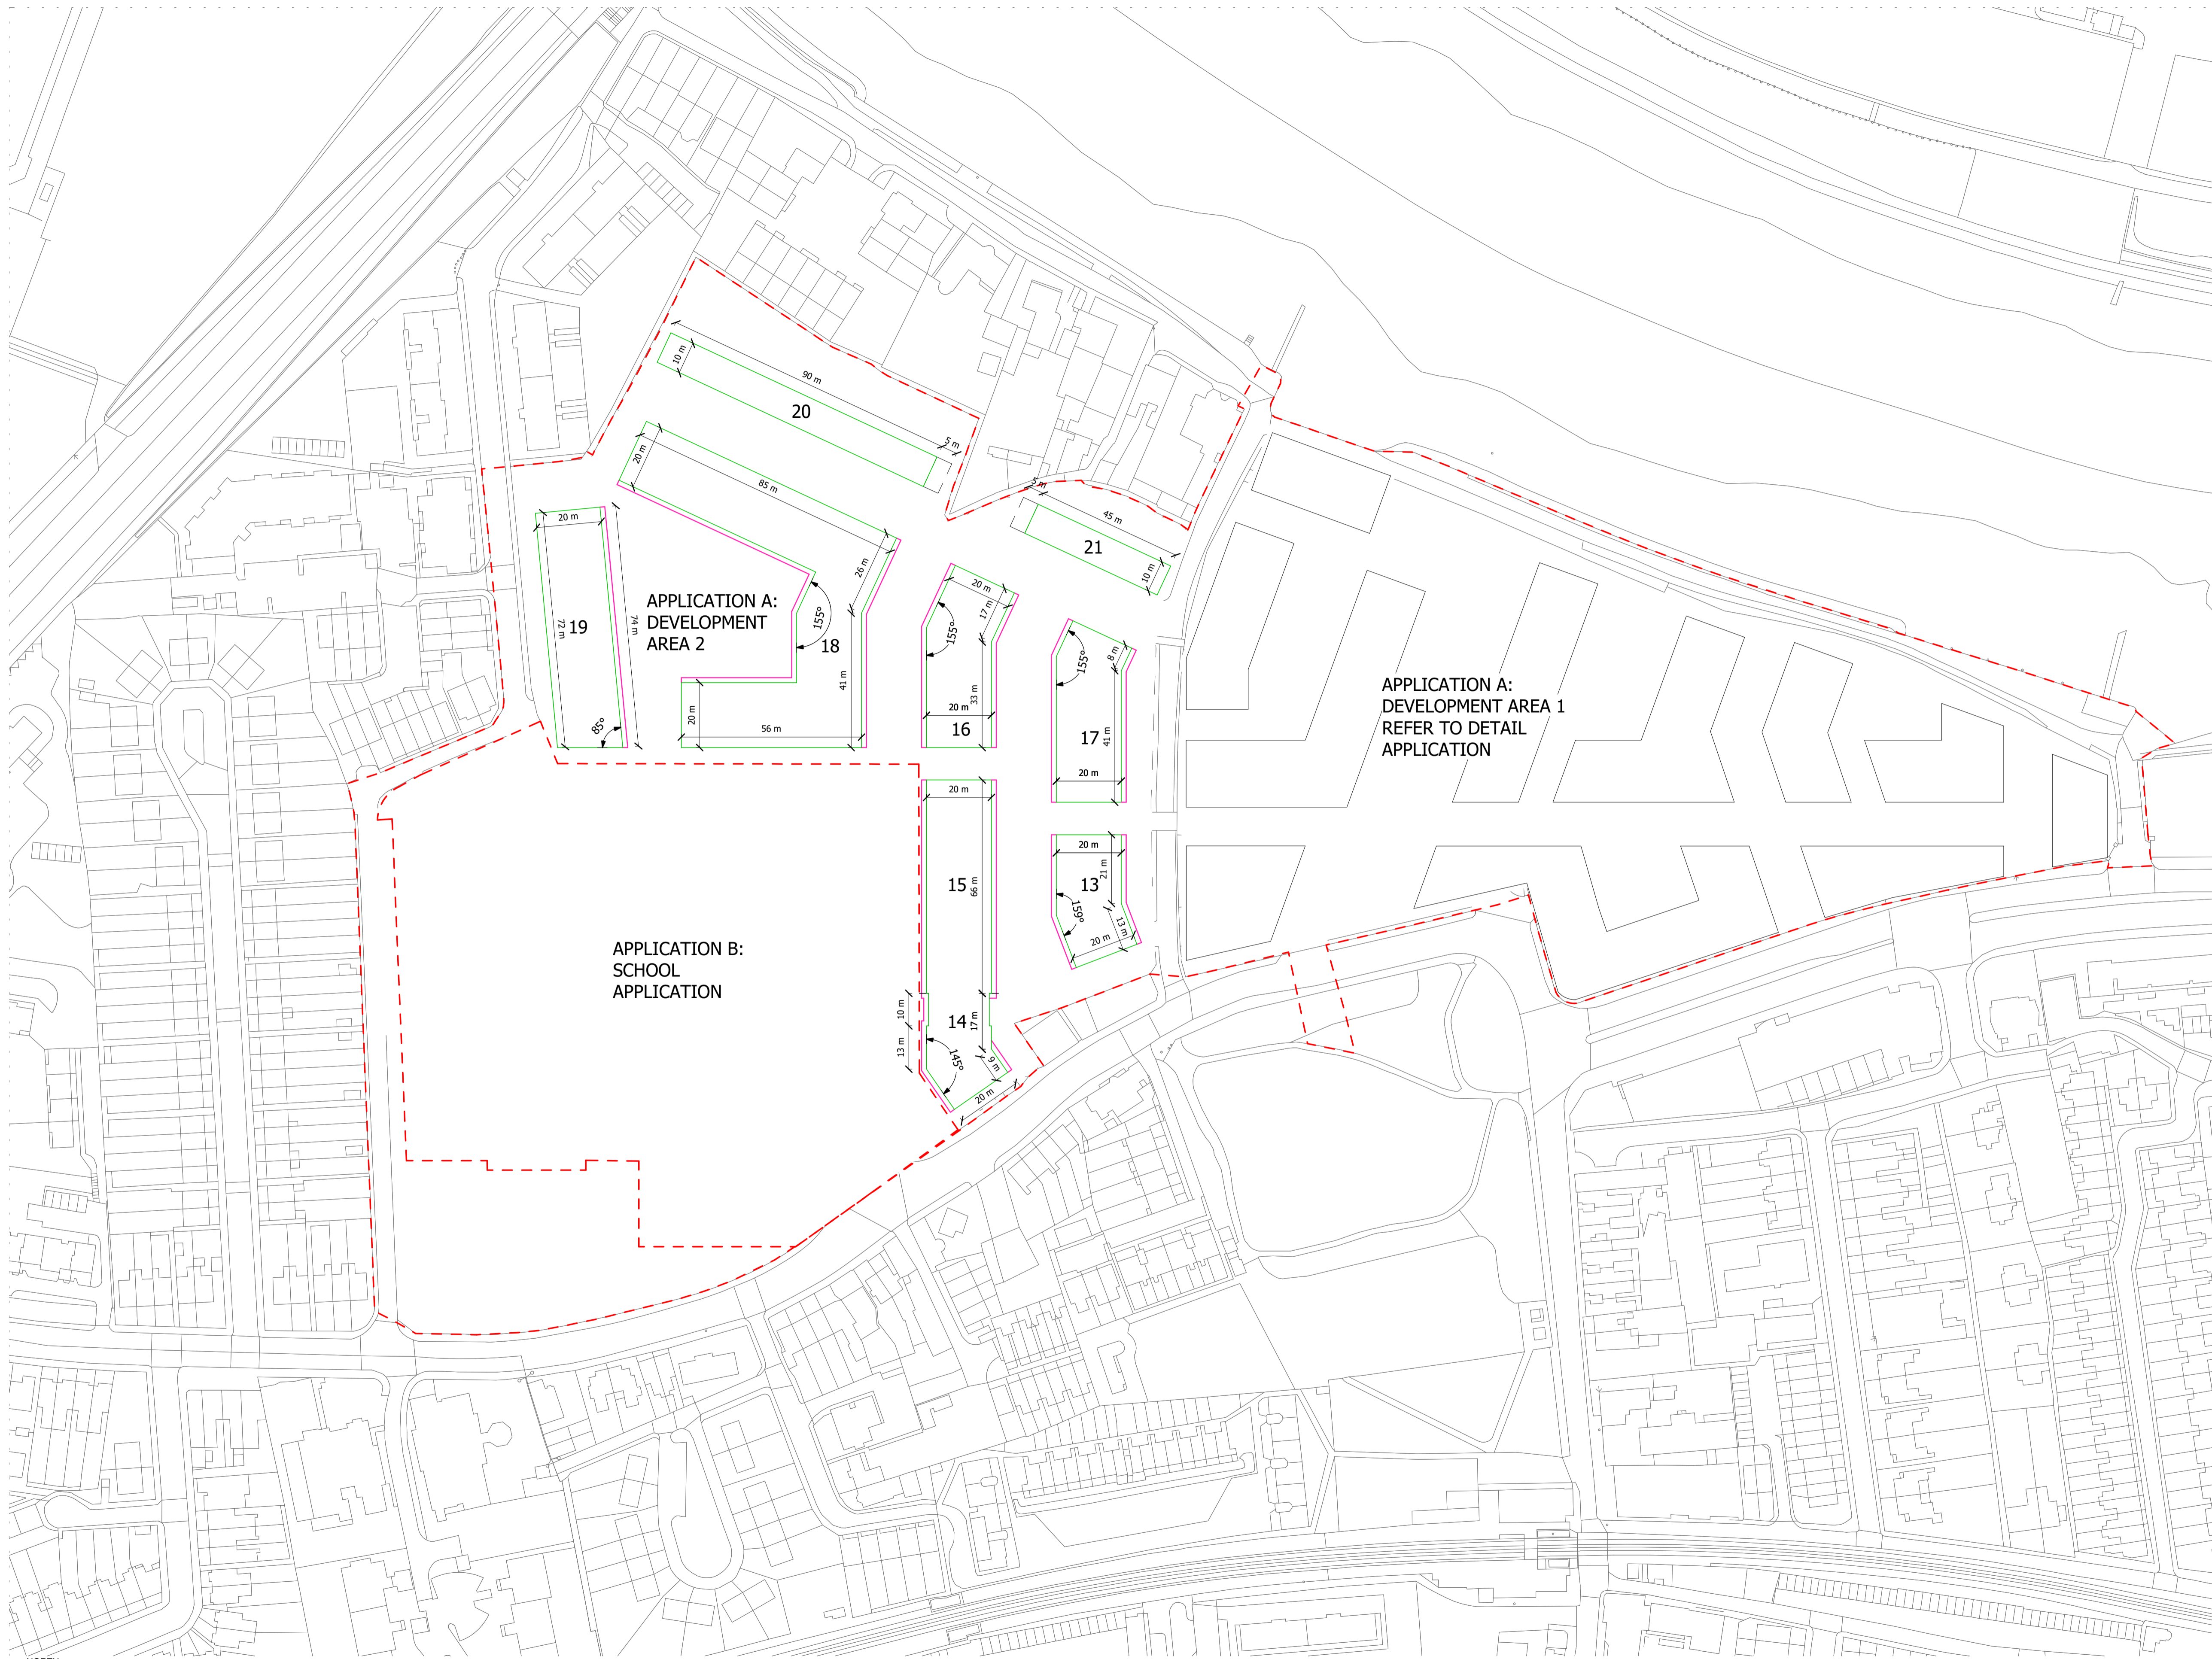 10 m
90 m
20
5 m
20 m
85 m
5 m
45 m
21
10 m
20 m
26 m
20 m
17 m
155°
155°
155°
8 m
APPLICATION A:
DEVELOPMENT
AREA 2
72 m
19
74 m
18
41 m
85°
20 m
56 m
33 m
20 m
16
17
41 m
20 m
APPLICATION A:
DEVELOPMENT AREA 1
REFER TO DETAIL
APPLICATION
20 m
15
66 m
20 m
21 m
13
159°
13 m
20 m
APPLICATION B:
SCHOOL
APPLICATION
10 m
14
17 m
13 m
145°
9 m
20 m